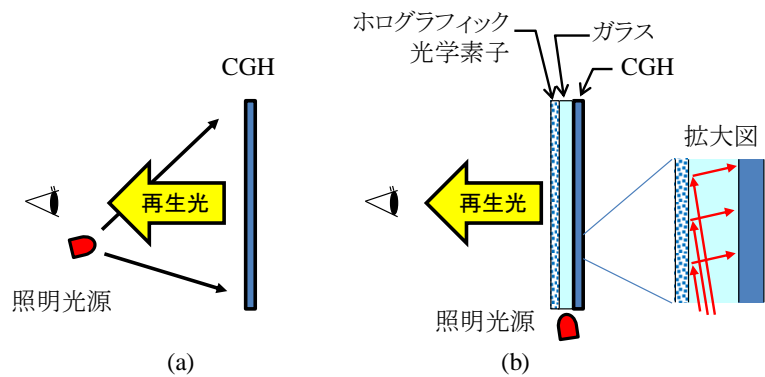 CGH
再生光
照明光源
(a)
ホログラフィック
光学素子
ガラス
CGH
拡大図
再生光
照明光源
(b)